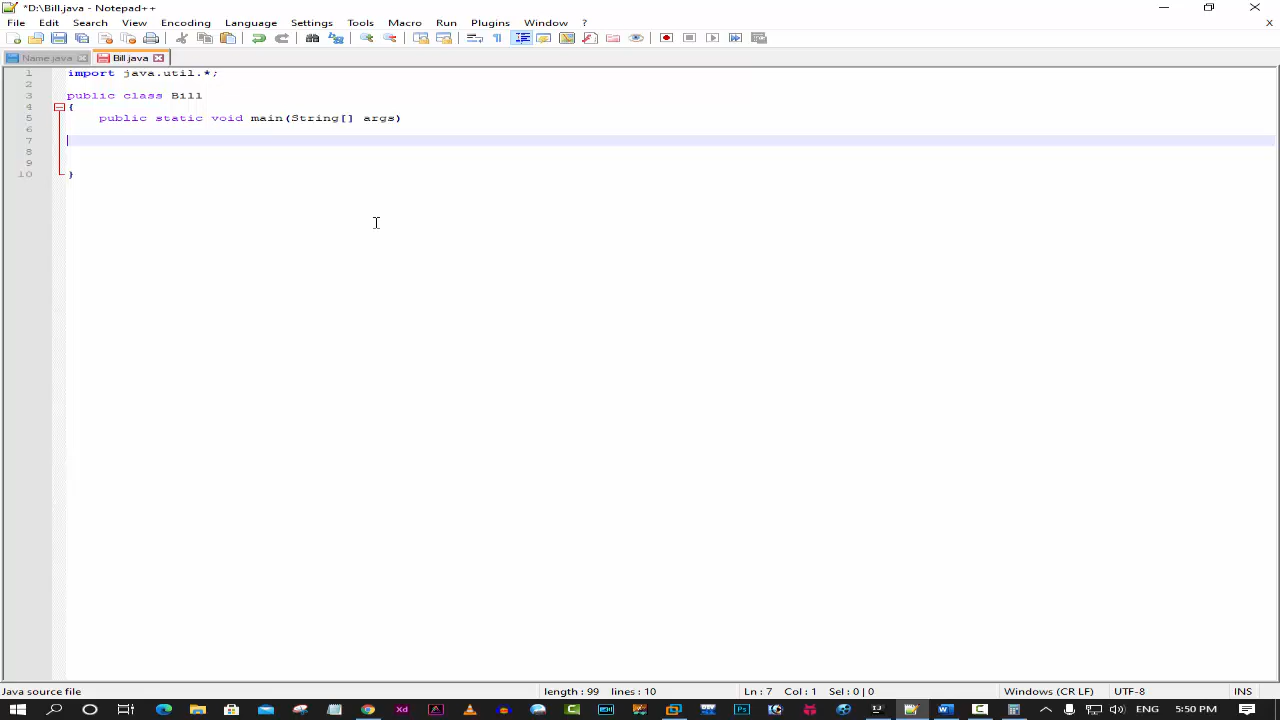 *D:\Bill.java - Notepad++
File Edit Search View Encoding Language Settings Tools Macro Run Plugins Window ?
Name.java Bill.java
1 import java.util.*;
2
3 public class Bill
4 {
5 public static void main(String[] args)
6
7
8
9
10 }
Java source file length : 99 lines : 10 Ln : 7 Col : 1 Sel : 0 | 0 Windows (CR LF) UTF-8 INS
ENG 5:50 PM